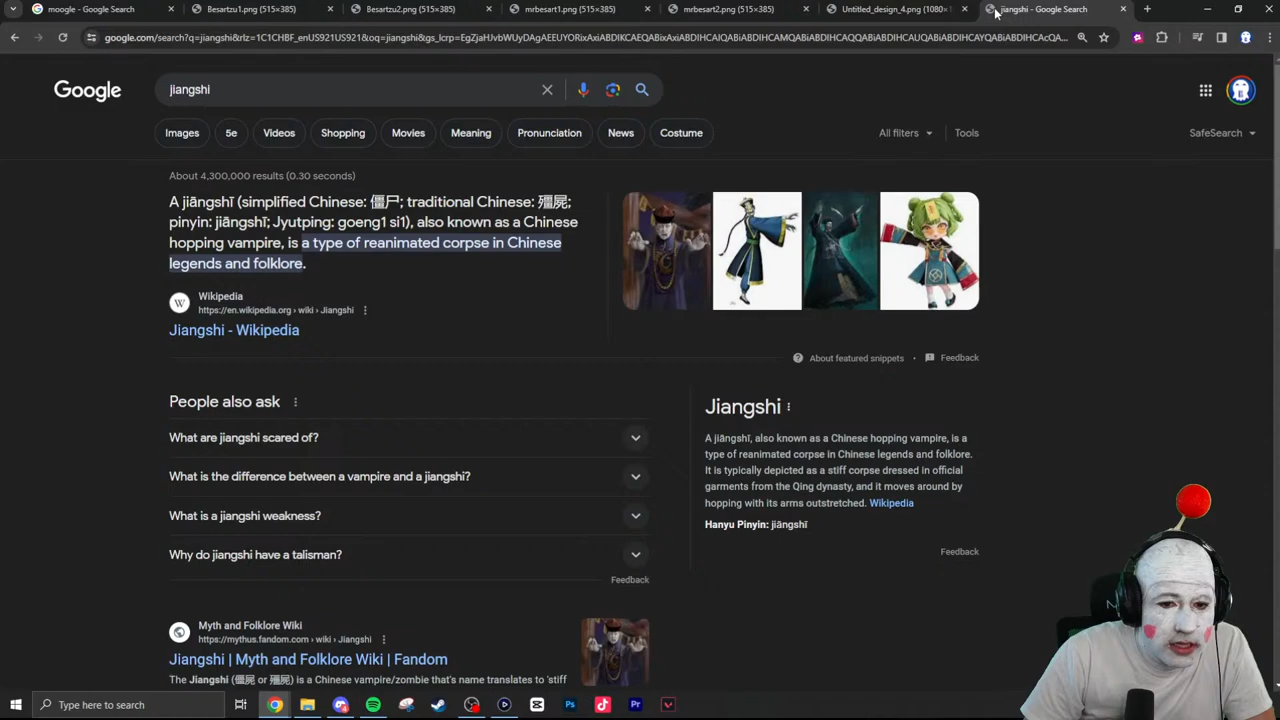 moogle - Google Search
Besartzu1.png (515×385)
Besartzu2.png (515×385)
mrbesart1.png (515×385)
mrbesart2.png (515×385)
Untitled_design_4.png (1080×
jiangshi - Google Search
google.com/search?q=jiangshi&rlz=1C1CHBF_enUS921US921&oq=jiangshi&gs_lcrp=
Google
jiangshi
Images
5e
Videos
Shopping
Movies
Meaning
Pronunciation
News
Costume
All filters
Tools
SafeSearch
About 4,300,000 results (0.30 seconds)
A jiāngshī (simplified Chinese: 僵尸; traditional Chinese: 殭屍;
pinyin: jiāngshī; Jyutping: goeng1 si1), also known as a Chinese
hopping vampire, is a type of reanimated corpse in Chinese
legends and folklore.
Wikipedia
https://en.wikipedia.org › wiki › Jiangshi
Jiangshi - Wikipedia
About featured snippets
Feedback
People also ask
What are jiangshi scared of?
What is the difference between a vampire and a jiangshi?
What is a jiangshi weakness?
Why do jiangshi have a talisman?
Feedback
Jiangshi
A jiāngshī, also known as a Chinese hopping vampire, is a
type of reanimated corpse in Chinese legends and folklore.
It is typically depicted as a stiff corpse dressed in official
garments from the Qing dynasty, and it moves around by
hopping with its arms outstretched. Wikipedia
Hanyu Pinyin: jiāngshī
Feedback
Myth and Folklore Wiki
https://mythus.fandom.com › wiki › Jiangshi
Jiangshi | Myth and Folklore Wiki | Fandom
The Jiangshi (僵屍 or 殭屍) is a Chinese vampire/zombie that's name translates to 'stiff
Type here to search